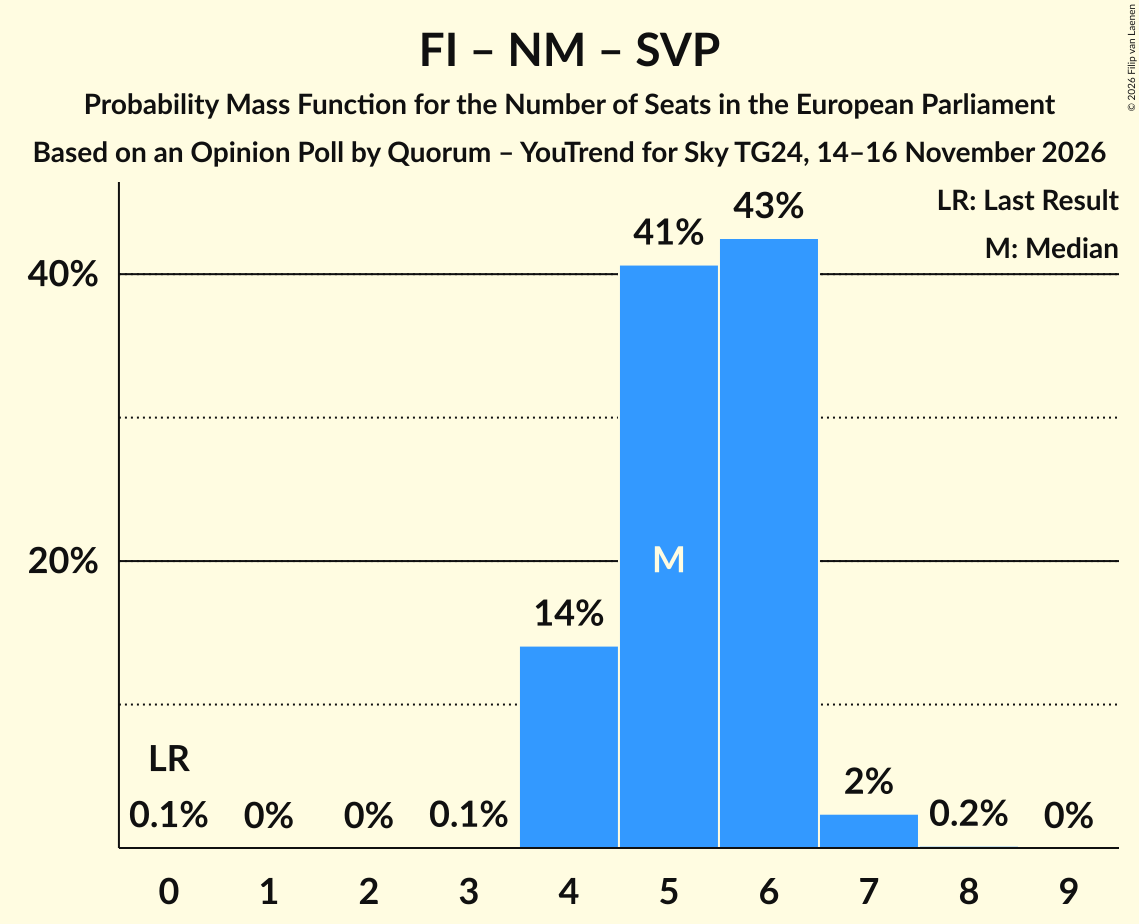 FI – NM – SVP
Probability Mass Function for the Number of Seats in the European Parliament
Based on an Opinion Poll by Quorum – YouTrend for Sky TG24, 14–16 November 2026
© 2026 Filip van Laenen
LR: Last Result
M: Median
43%
41%
40%
20%
M
14%
LR
2%
0.1% 0% 0% 0.1% 0.2% 0%
0 1 2 3 4 5 6 7 8 9